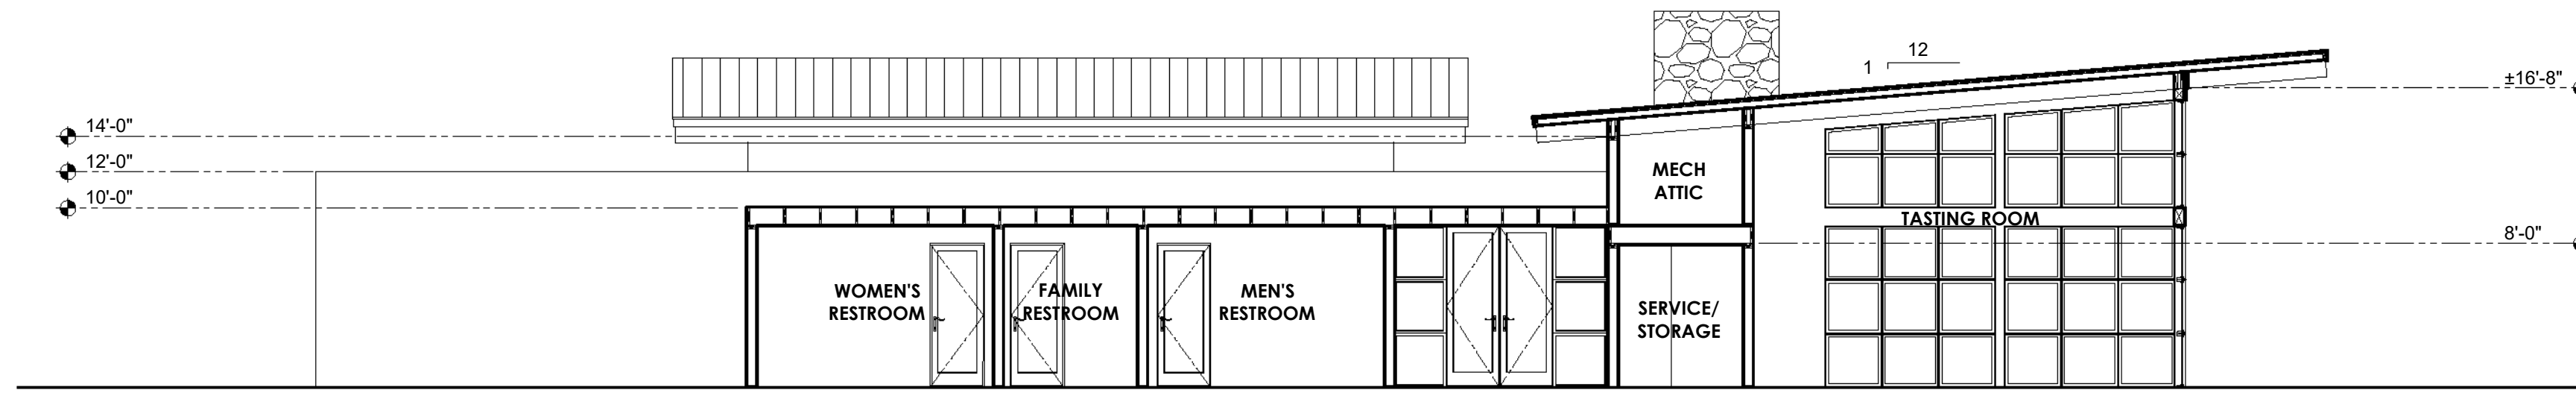 12
1
±16'-8"
14'-0"
12'-0"
10'-0"
MECH
ATTIC
TASTING ROOM
8'-0"
WOMEN'S
RESTROOM
FAMILY
RESTROOM
MEN'S
RESTROOM
SERVICE/
STORAGE